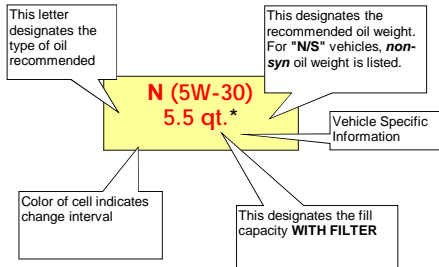 This letter
designates the
type of oil
recommended
This designates the
recommended oil weight.
For "N/S" vehicles, non-
syn oil weight is listed.
N (5W-30)
5.5 qt.*
Vehicle Specific
Information
Color of cell indicates
change interval
This designates the fill
capacity WITH FILTER